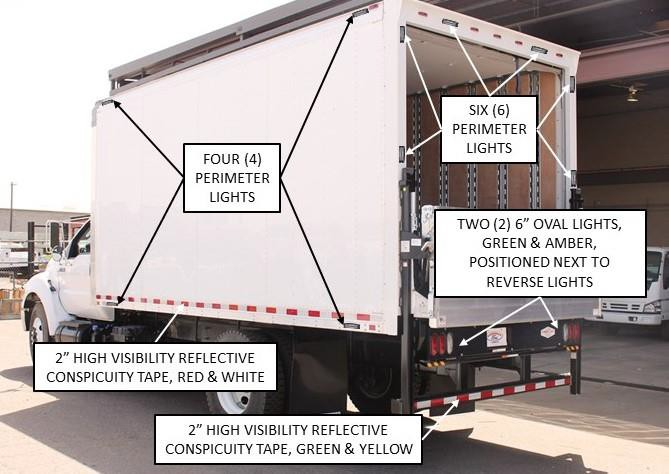 FOUR (4)
PERIMETER
LIGHTS
SIX (6)
PERIMETER
LIGHTS
TWO (2) 6” OVAL LIGHTS,
GREEN & AMBER,
POSITIONED NEXT TO
REVERSE LIGHTS
2” HIGH VISIBILITY REFLECTIVE
CONSPICUITY TAPE, RED & WHITE
2” HIGH VISIBILITY REFLECTIVE
CONSPICUITY TAPE, GREEN & YELLOW